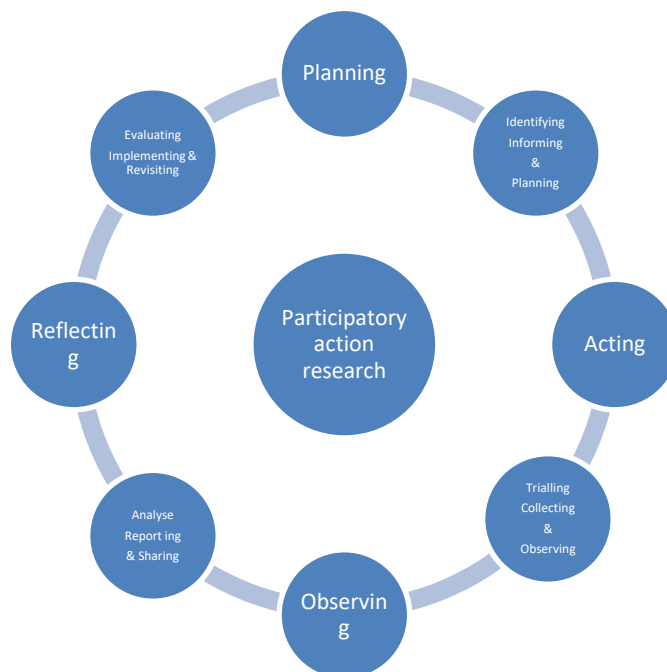 Planning
Identifying
Informing
&
Planning
Acting
Trialling
Collecting
&
Observing
Observin
g
Analyse
Report ing
& Sharing
Reflectin
g
Evaluating
Implementing &
Revisiting
Participatory
action
research